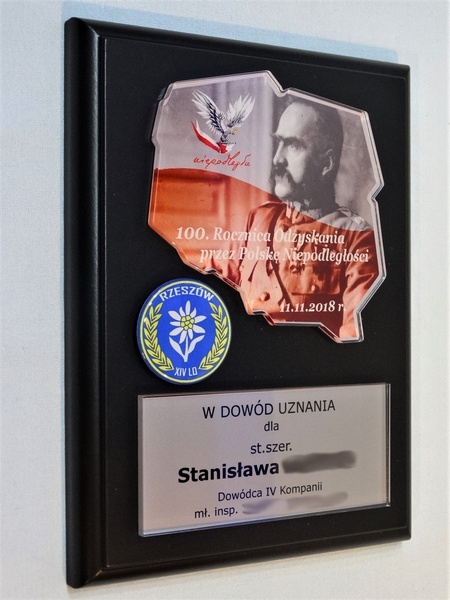 niepodległa
100. Rocznica Odzyskania
przez Polskę Niepodległości
11.11.2018 r.
RZESZÓW
XIV LO
W DOWÓD UZNANIA
dla
st.szer.
Stanisława
Dowódca IV Kompanii
mł. insp.